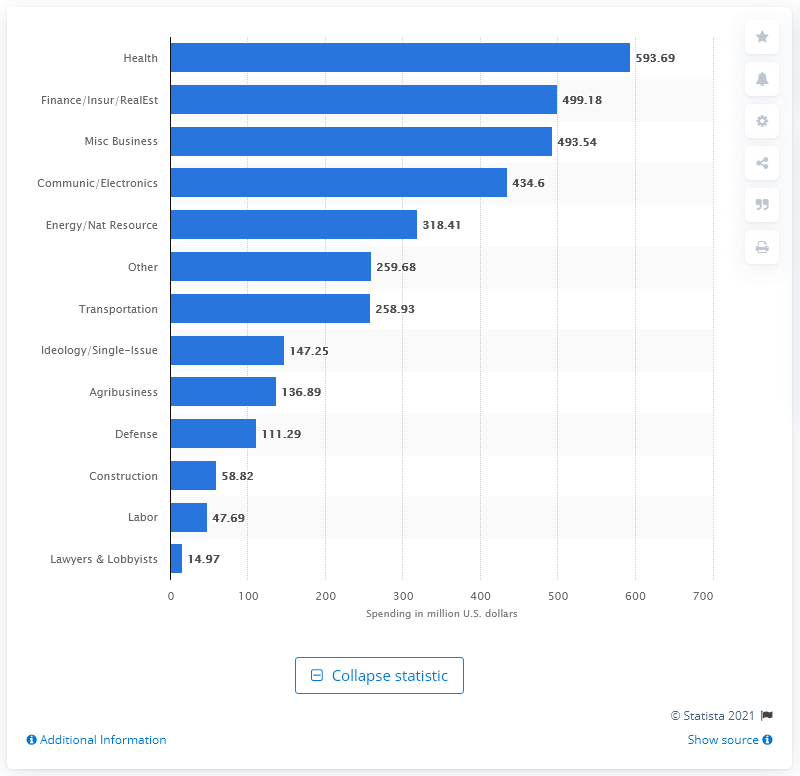 Health 593.69
Finance/Insur/RealEst 499.18
Misc Business 493.54
Communic/Electronics 434.6
Energy/Nat Resource 318.41
Other 259.68
Transportation 258.93
Ideology/Single-Issue 147.25
Agribusiness 136.89
Defense 111.29
Construction 58.82
Labor 47.69
Lawyers & Lobbyists 14.97
0 100 200 300 400 500 600 700
Spending in million U.S. dollars
Collapse statistic
© Statista 2021
Additional Information Show source